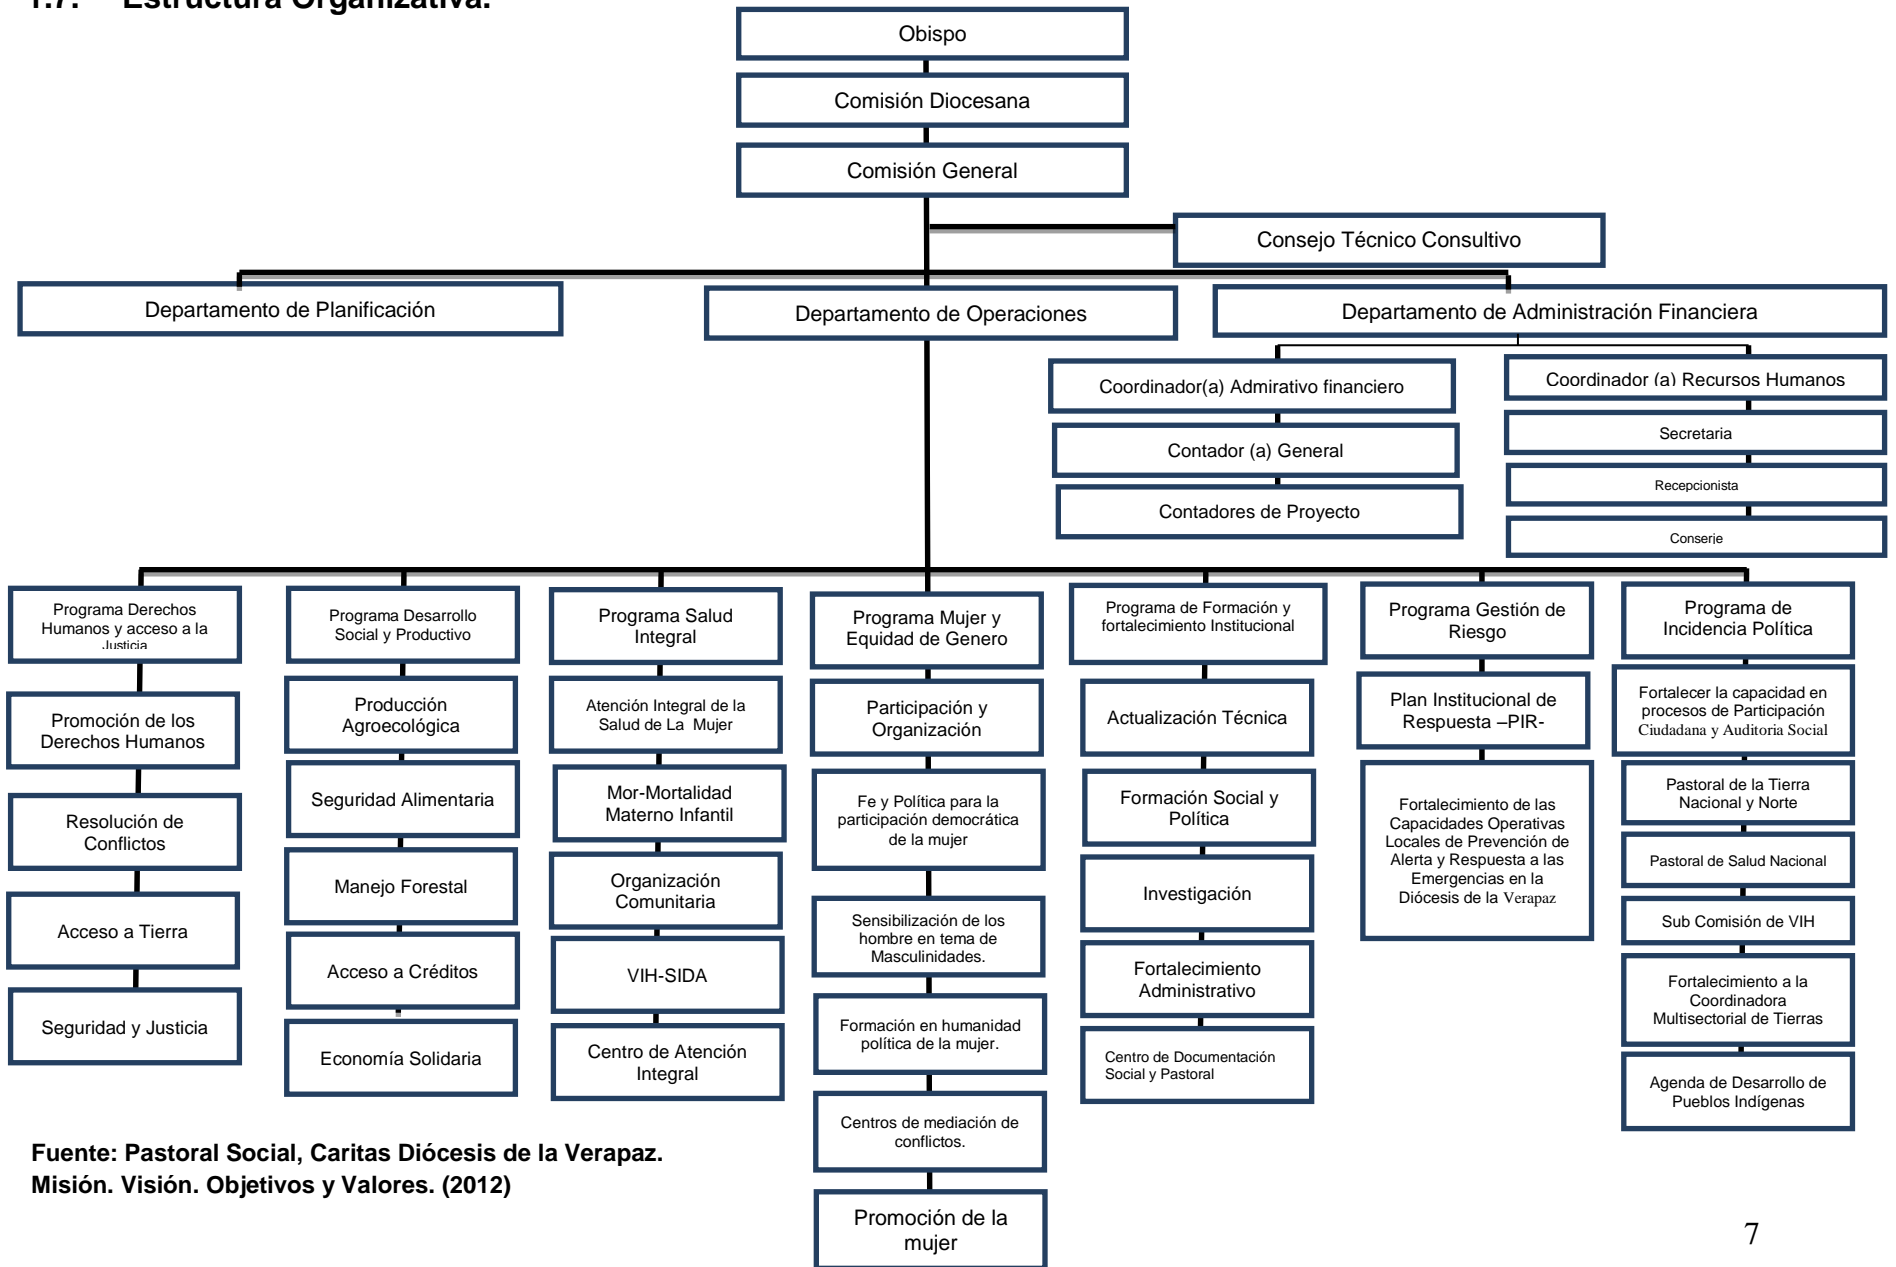 1.7. Estructura Organizativa.
Obispo
Comisión Diocesana
Comisión General
Consejo Técnico Consultivo
Departamento de Planificación
Departamento de Operaciones
Departamento de Administración Financiera
Coordinador(a) Admirativo financiero
Contador (a) General
Contadores de Proyecto
Coordinador (a) Recursos Humanos
Secretaria
Recepcionista
Conserje
Programa Derechos
Humanos y acceso a la
Justicia
Promoción de los
Derechos Humanos
Resolución de
Conflictos
Acceso a Tierra
Seguridad y Justicia
Programa Desarrollo
Social y Productivo
Producción
Agroecológica
Seguridad Alimentaria
Manejo Forestal
Acceso a Créditos
Economía Solidaria
Programa Salud
Integral
Atención Integral de la
Salud de La Mujer
Mor-Mortalidad
Materno Infantil
Organización
Comunitaria
VIH-SIDA
Centro de Atención
Integral
Programa Mujer y
Equidad de Genero
Participación y
Organización
Fe y Política para la
participación democrática
de la mujer
Sensibilización de los
hombre en tema de
Masculinidades.
Formación en humanidad
política de la mujer.
Centros de mediación de
conflictos.
Promoción de la
mujer
Programa de Formación y
fortalecimiento Institucional
Actualización Técnica
Formación Social y
Política
Investigación
Fortalecimiento
Administrativo
Centro de Documentación
Social y Pastoral
Programa Gestión de
Riesgo
Plan Institucional de
Respuesta –PIR-
Fortalecimiento de las
Capacidades Operativas
Locales de Prevención de
Alerta y Respuesta a las
Emergencias en la
Diócesis de la Verapaz
Programa de
Incidencia Política
Fortalecer la capacidad en
procesos de Participación
Ciudadana y Auditoria Social
Pastoral de la Tierra
Nacional y Norte
Pastoral de Salud Nacional
Sub Comisión de VIH
Fortalecimiento a la
Coordinadora
Multisectorial de Tierras
Agenda de Desarrollo de
Pueblos Indígenas
Fuente: Pastoral Social, Caritas Diócesis de la Verapaz.
Misión. Visión. Objetivos y Valores. (2012)
7